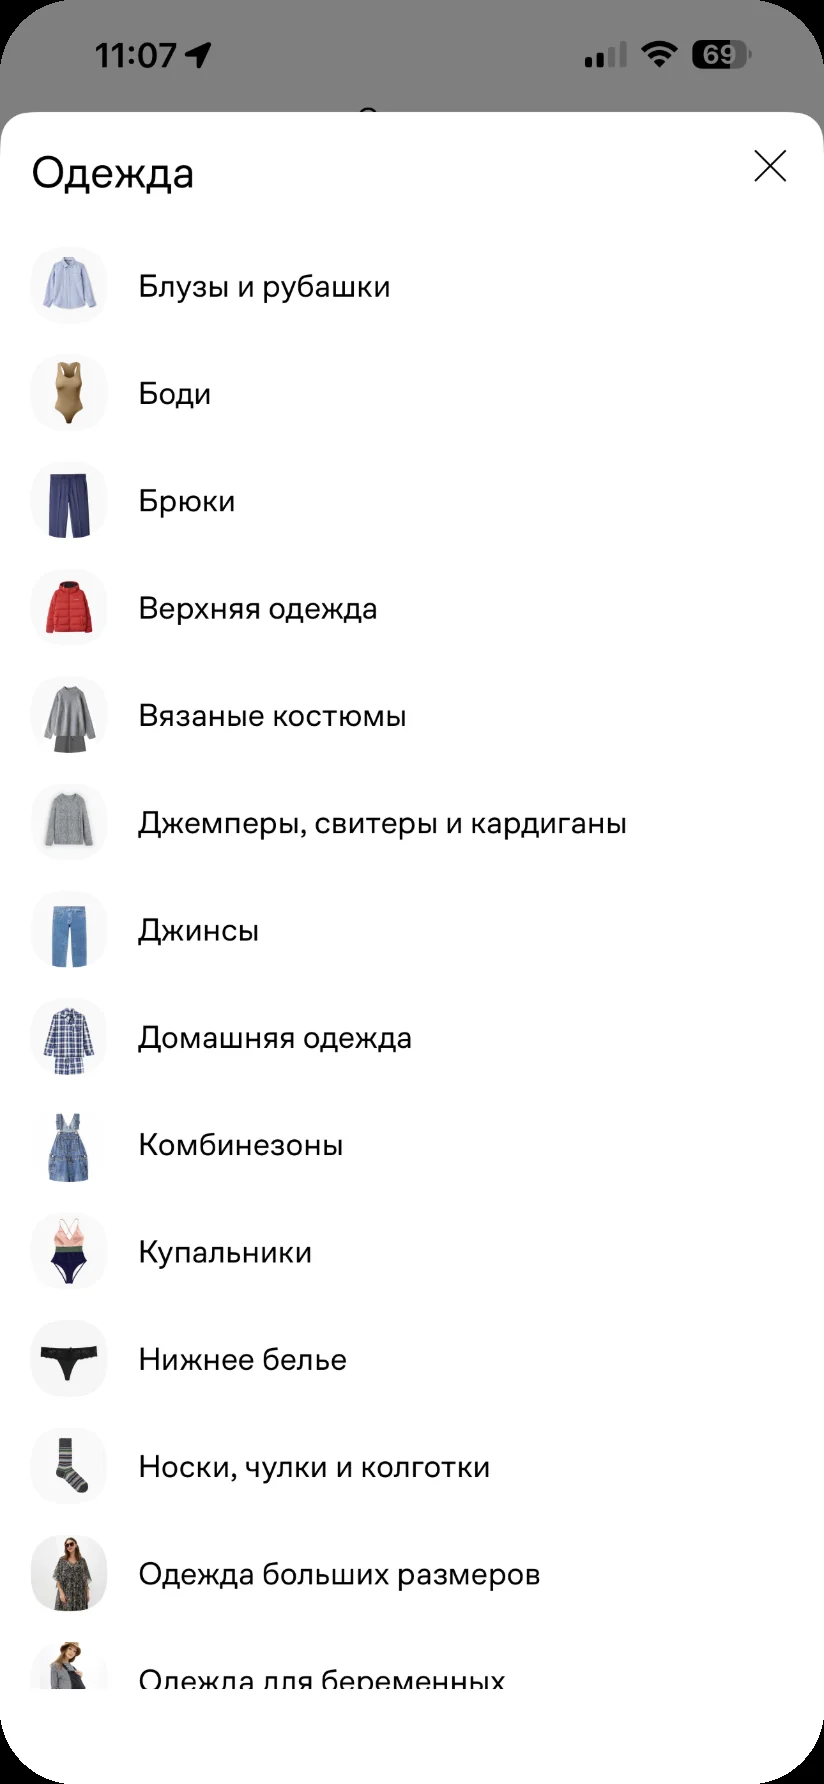 11:07
69
Одежда
Блузы и рубашки
Боди
Брюки
Верхняя одежда
Вязаные костюмы
Джемперы, свитеры и кардиганы
Джинсы
Домашняя одежда
Комбинезоны
Купальники
Нижнее белье
Носки, чулки и колготки
Одежда больших размеров
Одежда для беременных